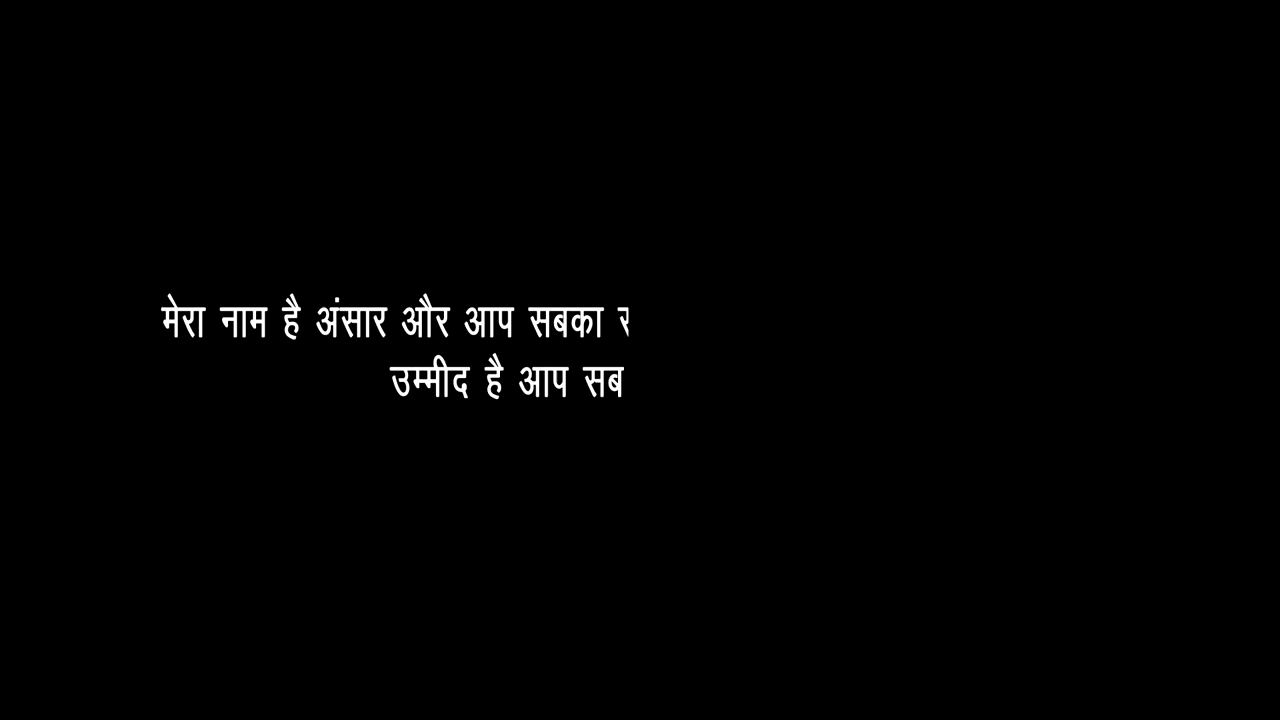 मेरा नाम है अंसार और आप सबका
उम्मीद है आप सब